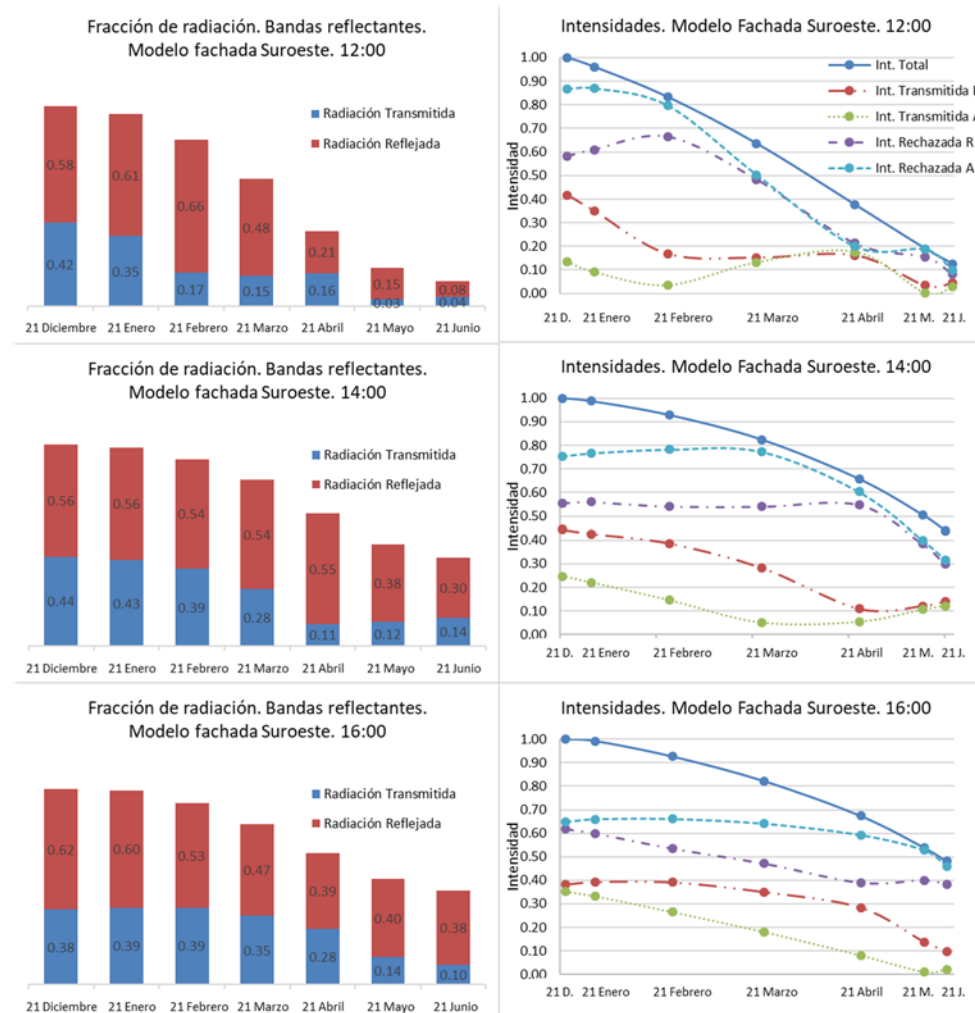 Fracción de radiación. Bandas reflectantes.
Modelo fachada Suroeste. 12:00
Radiación Transmitida
Radiación Reflejada
0.58
0.61
0.66
0.48
0.21
0.15
0.08
0.42
0.35
0.17
0.15
0.16
0.03
0.04
21 Diciembre
21 Enero
21 Febrero
21 Marzo
21 Abril
21 Mayo
21 Junio
Intensidades. Modelo Fachada Suroeste. 12:00
Int. Total
Int. Transmitida
Int. Transmitida A
Int. Rechazada R
Int. Rechazada A
Intensidad
1.00
0.90
0.80
0.70
0.60
0.50
0.40
0.30
0.20
0.10
0.00
21 D.
21 Enero
21 Febrero
21 Marzo
21 Abril
21 M.
21 J.
Fracción de radiación. Bandas reflectantes.
Modelo fachada Suroeste. 14:00
Radiación Transmitida
Radiación Reflejada
0.56
0.56
0.54
0.54
0.55
0.38
0.30
0.44
0.43
0.39
0.28
0.11
0.12
0.14
21 Diciembre
21 Enero
21 Febrero
21 Marzo
21 Abril
21 Mayo
21 Junio
Intensidades. Modelo Fachada Suroeste. 14:00
Intensidad
1.00
0.90
0.80
0.70
0.60
0.50
0.40
0.30
0.20
0.10
0.00
21 D.
21 Enero
21 Febrero
21 Marzo
21 Abril
21 M.
21 J.
Fracción de radiación. Bandas reflectantes.
Modelo fachada Suroeste. 16:00
Radiación Transmitida
Radiación Reflejada
0.62
0.60
0.53
0.47
0.39
0.40
0.38
0.38
0.39
0.39
0.35
0.28
0.14
0.10
21 Diciembre
21 Enero
21 Febrero
21 Marzo
21 Abril
21 Mayo
21 Junio
Intensidades. Modelo Fachada Suroeste. 16:00
Intensidad
1.00
0.90
0.80
0.70
0.60
0.50
0.40
0.30
0.20
0.10
0.00
21 D.
21 Enero
21 Febrero
21 Marzo
21 Abril
21 M.
21 J.